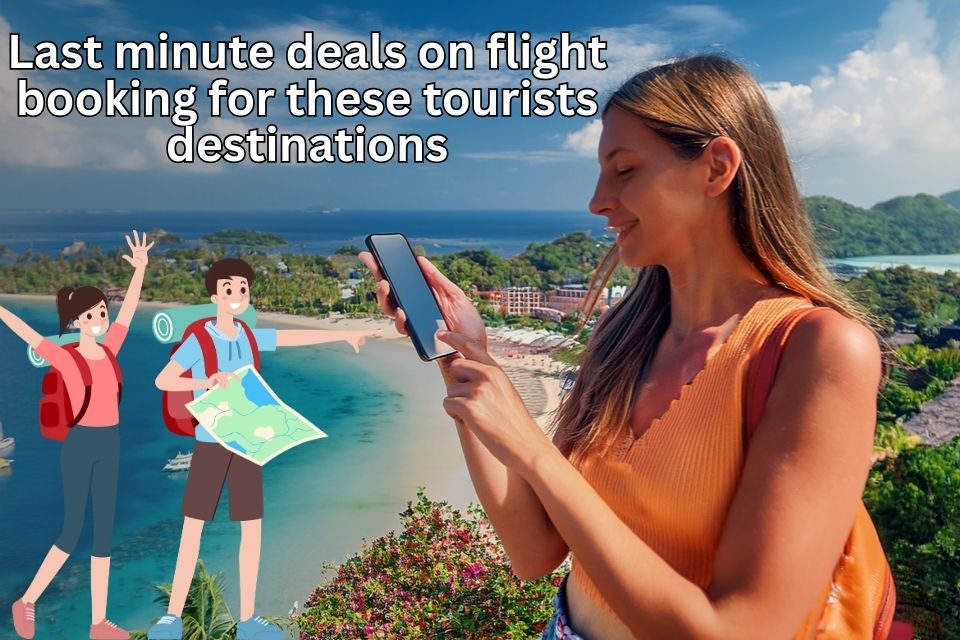 Last minute deals on flight
booking for these tourists
destinations